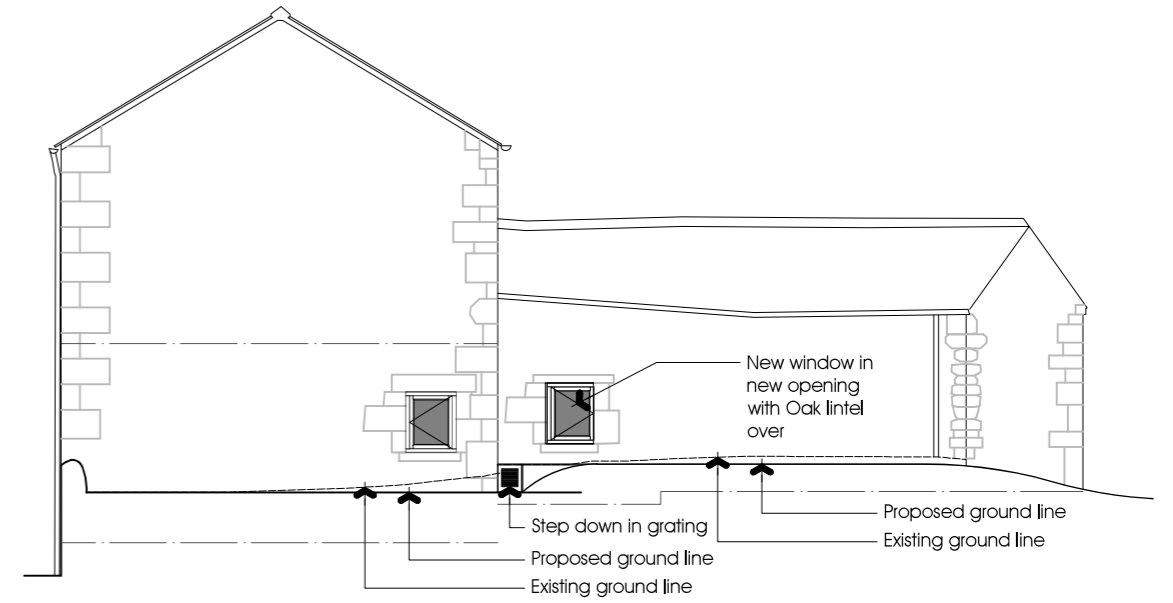 New window in
new opening
with Oak lintel
over
Step down in grating
Proposed ground line
Existing ground line
Proposed ground line
Existing ground line